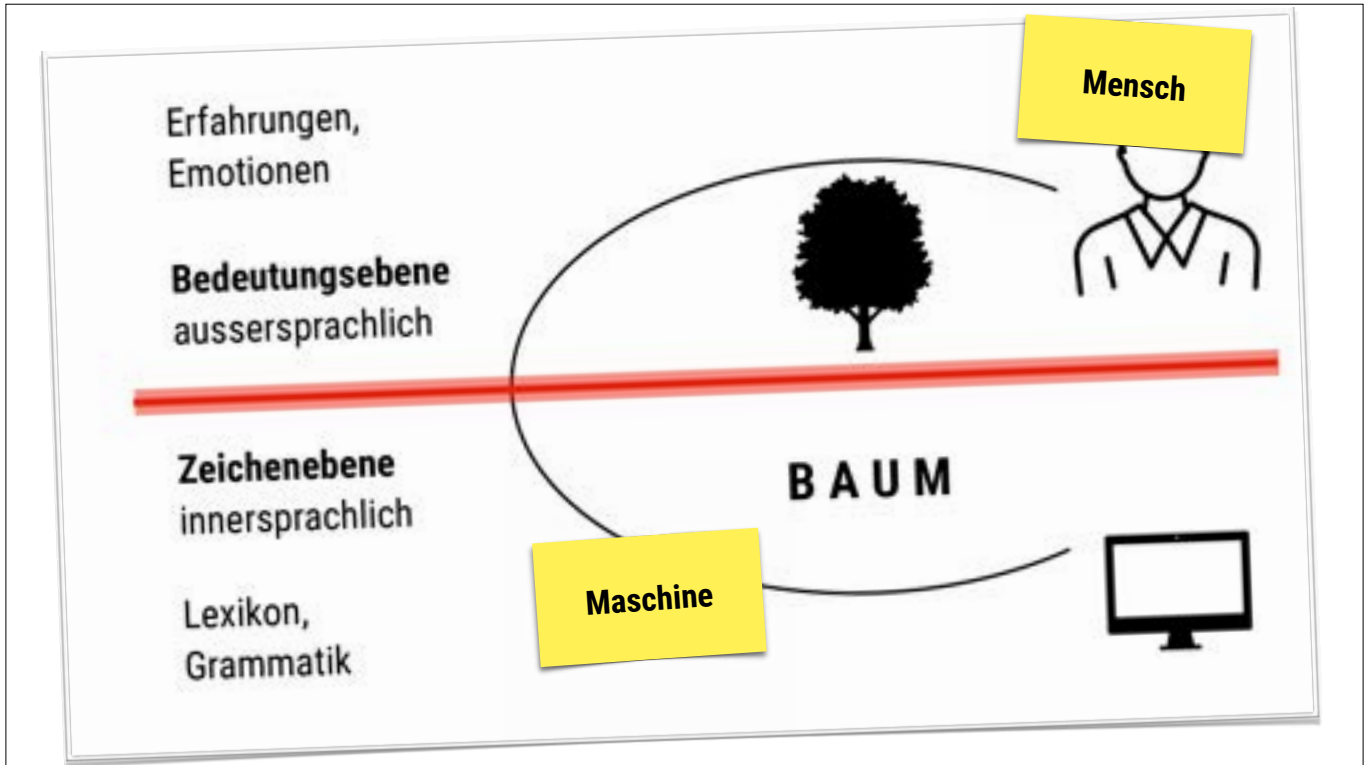 Mensch
Erfahrungen,
Emotionen
Bedeutungsebene
aussersprachlich
Zeichenebene
innersprachlich
BAUM
Maschine
Lexikon,
Grammatik